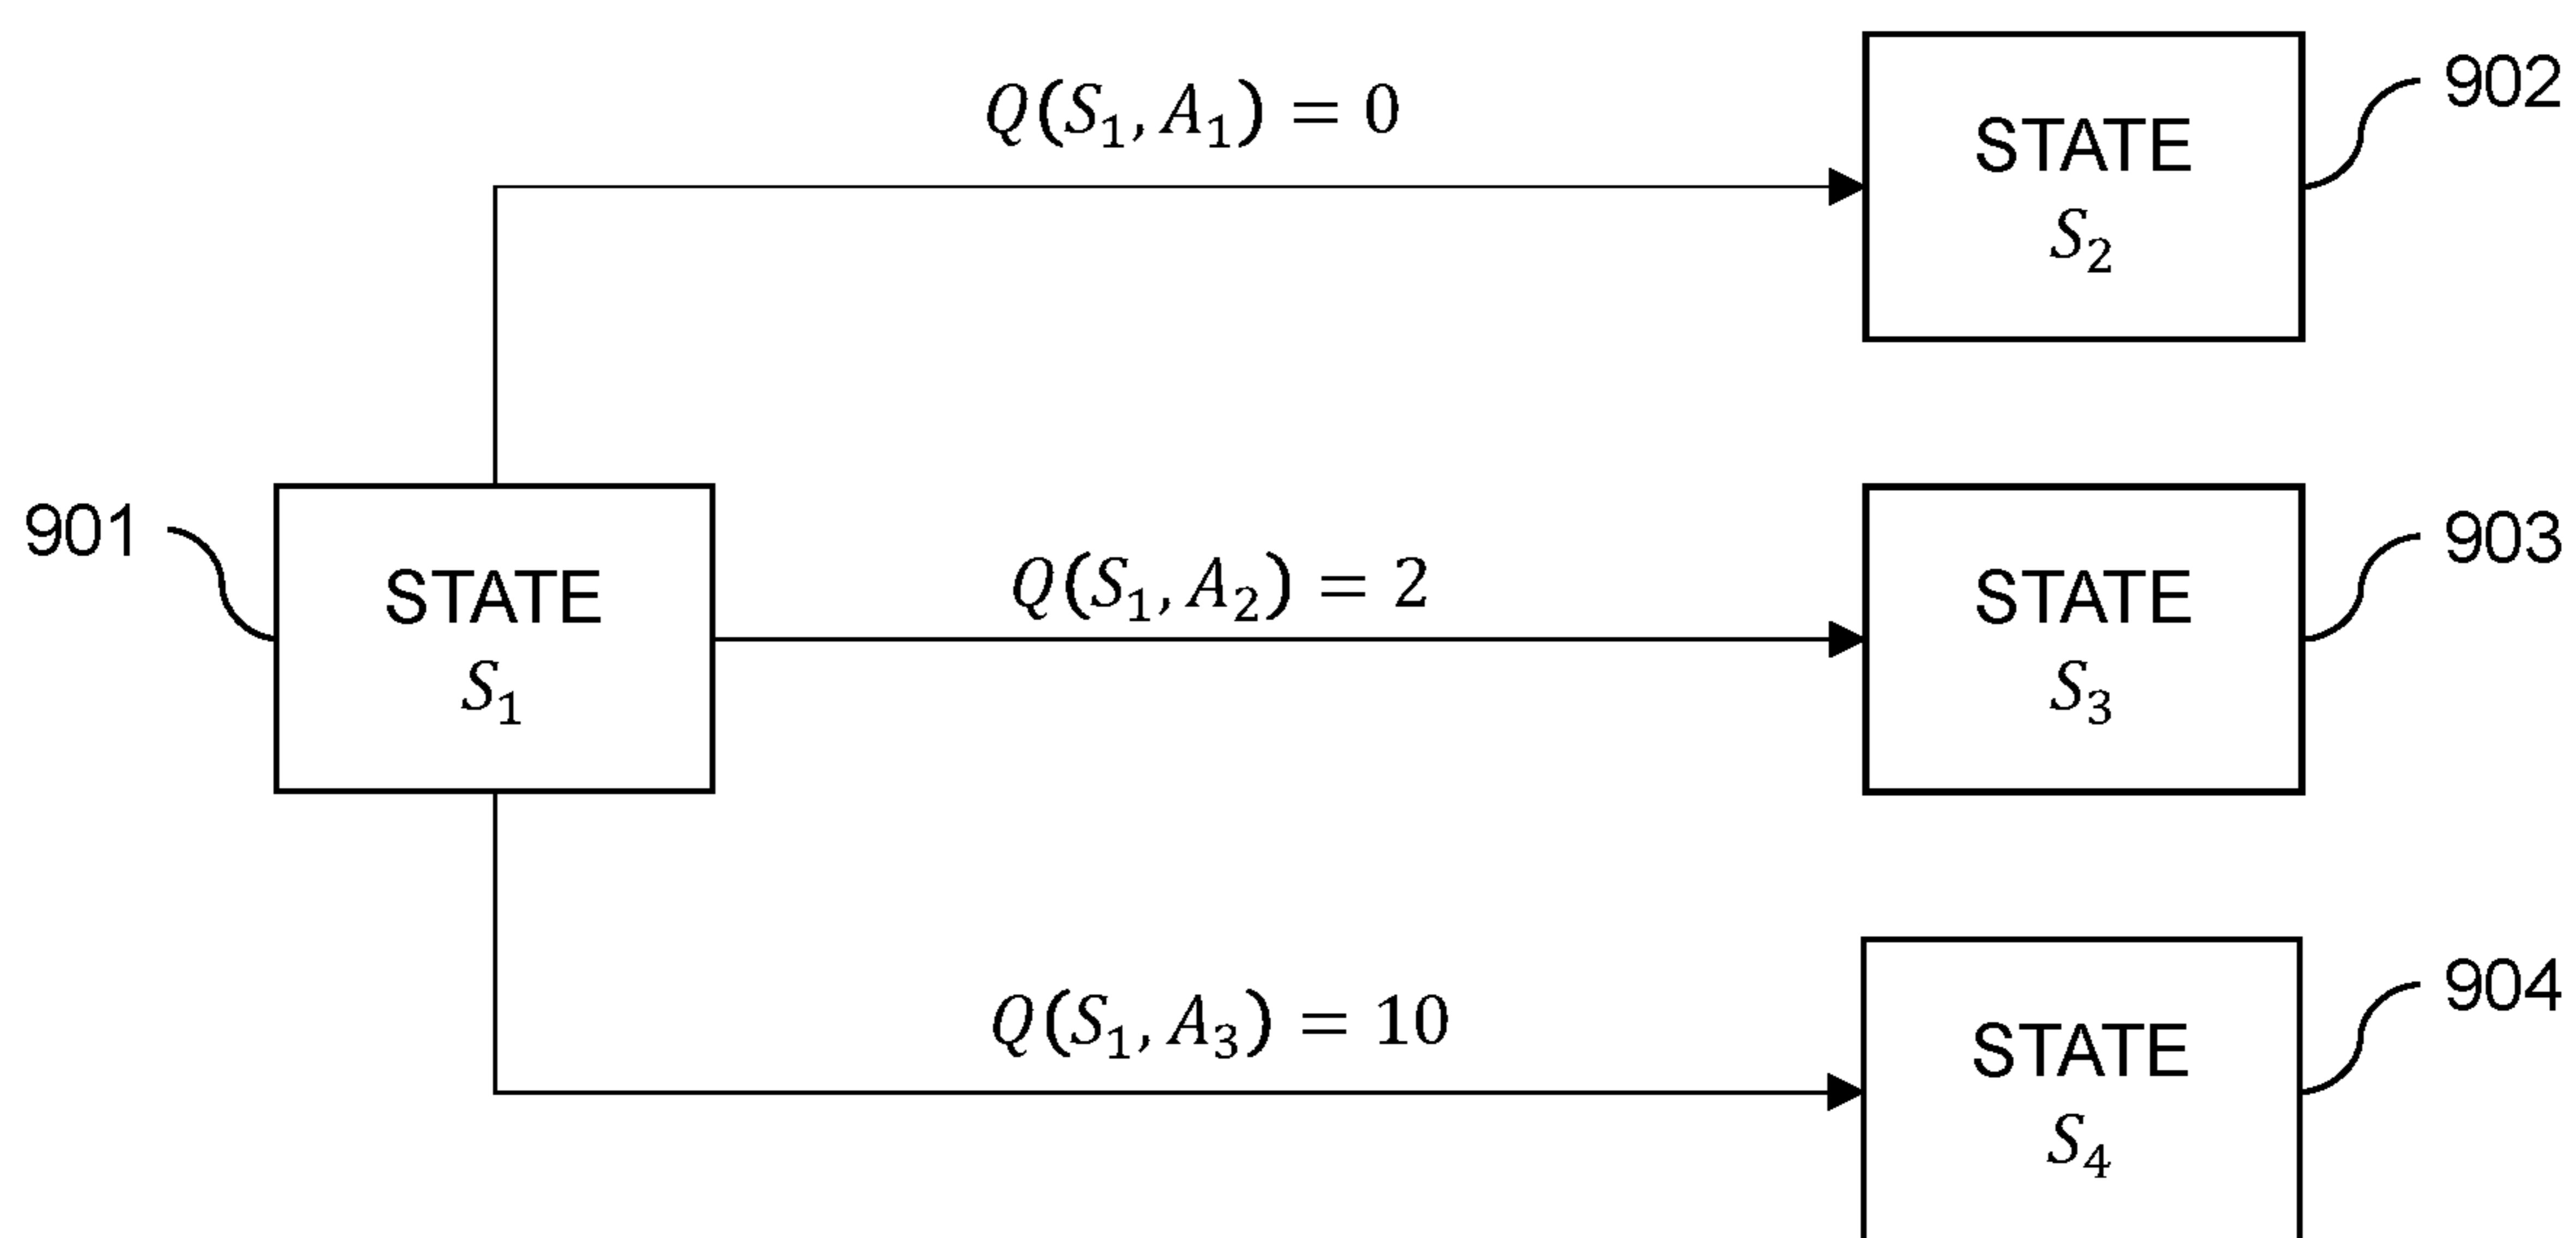 Q(S₁, A₁) = 0
902
STATE
S₂
901
STATE
S₁
Q(S₁, A₂) = 2
903
STATE
S₃
Q(S₁, A₃) = 10
904
STATE
S₄